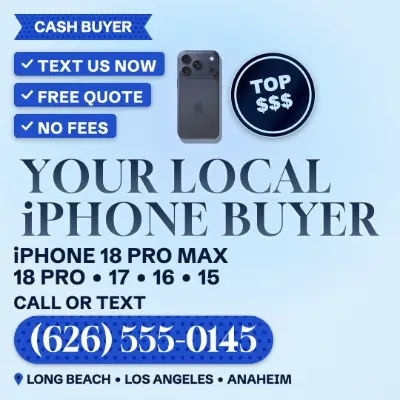 CASH BUYER
✓ TEXT US NOW
✓ FREE QUOTE
✓ NO FEES
TOP
$$$
YOUR LOCAL
iPHONE BUYER
iPHONE 18 PRO MAX
18 PRO • 17 • 16 • 15
CALL OR TEXT
(626) 555-0145
LONG BEACH • LOS ANGELES • ANAHEIM